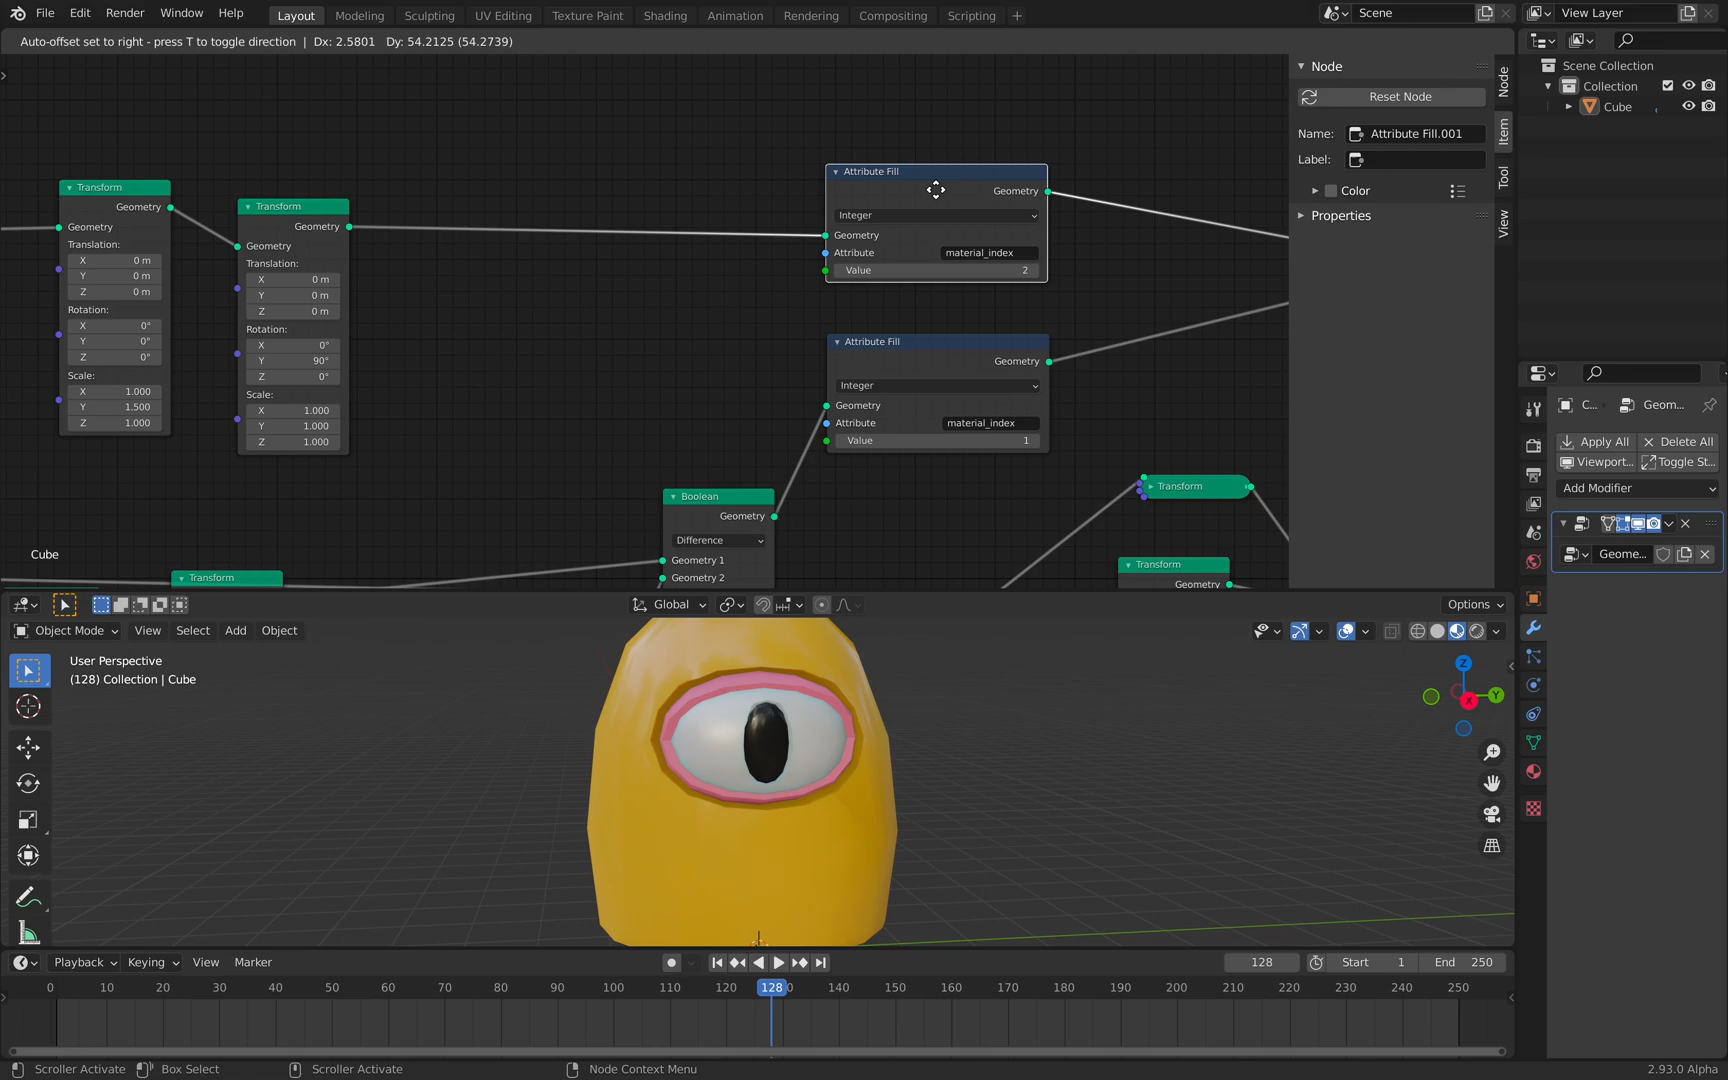 File Edit Render Window Help Layout Modeling Sculpting UV Editing Texture Paint Shading Animation Rendering Compositing Scripting + Scene View Layer
Auto-offset set to right - press T to toggle direction | Dx: 2.5801 Dy: 54.2125 (54.2739)
Transform
Geometry
Geometry
Translation:
X 0 m
Y 0 m
Z 0 m
Rotation:
X 0°
Y 0°
Z 0°
Scale:
X 1.000
Y 1.500
Z 1.000
Transform
Geometry
Geometry
Translation:
X 0 m
Y 0 m
Z 0 m
Rotation:
X 0°
Y 90°
Z 0°
Scale:
X 1.000
Y 1.000
Z 1.000
Attribute Fill
Geometry
Integer
Geometry
Attribute material_index
Value 2
Attribute Fill
Geometry
Integer
Geometry
Attribute material_index
Value 1
Boolean
Geometry
Difference
Geometry 1
Geometry 2
Transform
Transform
Transform
Geometry
Cube
Node
Reset Node
Name: Attribute Fill.001
Label:
Color
Properties
Node
Item
Tool
View
Scene Collection
Collection
Cube
C... Geom...
Apply All Delete All
Viewport... Toggle St...
Add Modifier
Geome...
Global Options
Object Mode View Select Add Object
User Perspective
(128) Collection | Cube
Z
Y
X
Playback Keying View Marker 128 Start 1 End 250
0 10 20 30 40 50 60 70 80 90 100 110 120 128 0 140 150 160 170 180 190 200 210 220 230 240 250
Scroller Activate Box Select Scroller Activate Node Context Menu 2.93.0 Alpha